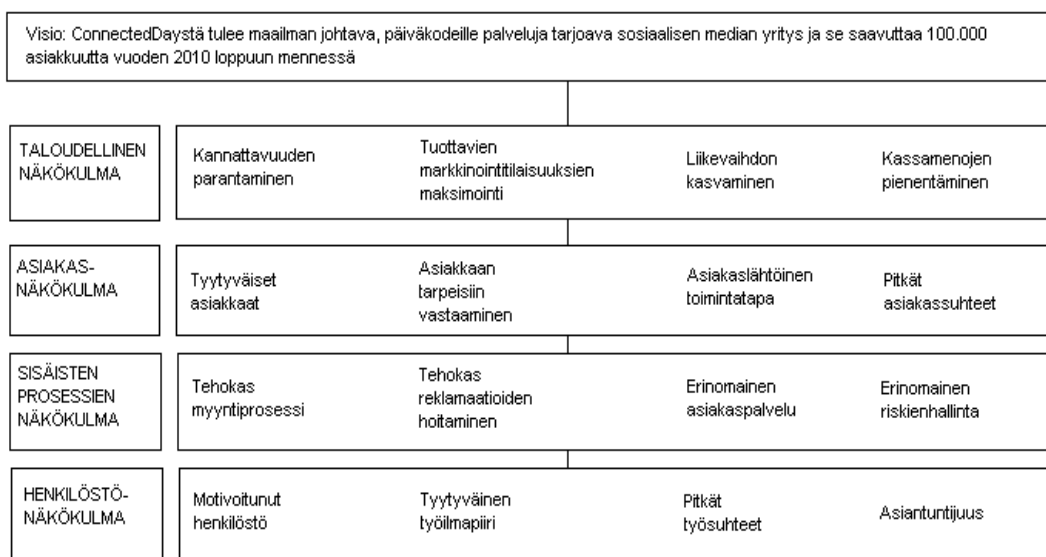 Visio: ConnectedDaystä tulee maailman johtava, päiväkodeille palveluja tarjoava sosiaalisen median yritys ja se saavuttaa 100.000
asiakkuutta vuoden 2010 loppuun mennessä
TALOUDELLINEN
NÄKÖKULMA
Kannattavuuden
parantaminen
Tuottavien
markkinointitilaisuuksien
maksimointi
Liikevaihdon
kasvaminen
Kassamenojen
pienentäminen
ASIAKAS-
NÄKÖKULMA
Tyytyväiset
asiakkaat
Asiakkaan
tarpeisiin
vastaaminen
Asiakaslähtöinen
toimintatapa
Pitkät
asiakassuhteet
SISÄISTEN
PROSESSIEN
NÄKÖKULMA
Tehokas
myyntiprosessi
Tehokas
reklamaatioiden
hoitaminen
Erinomainen
asiakaspalvelu
Erinomainen
riskienhallinta
HENKILÖSTÖ-
NÄKÖKULMA
Motivoitunut
henkilöstö
Tyytyväinen
työilmapiiri
Pitkät
työsuhteet
Asiantuntijuus